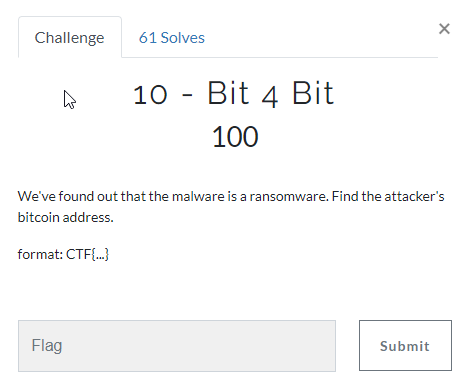 Challenge
61 Solves
×
10 - Bit 4 Bit
100
We've found out that the malware is a ransomware. Find the attacker's
bitcoin address.
format: CTF{...}
Flag
Submit